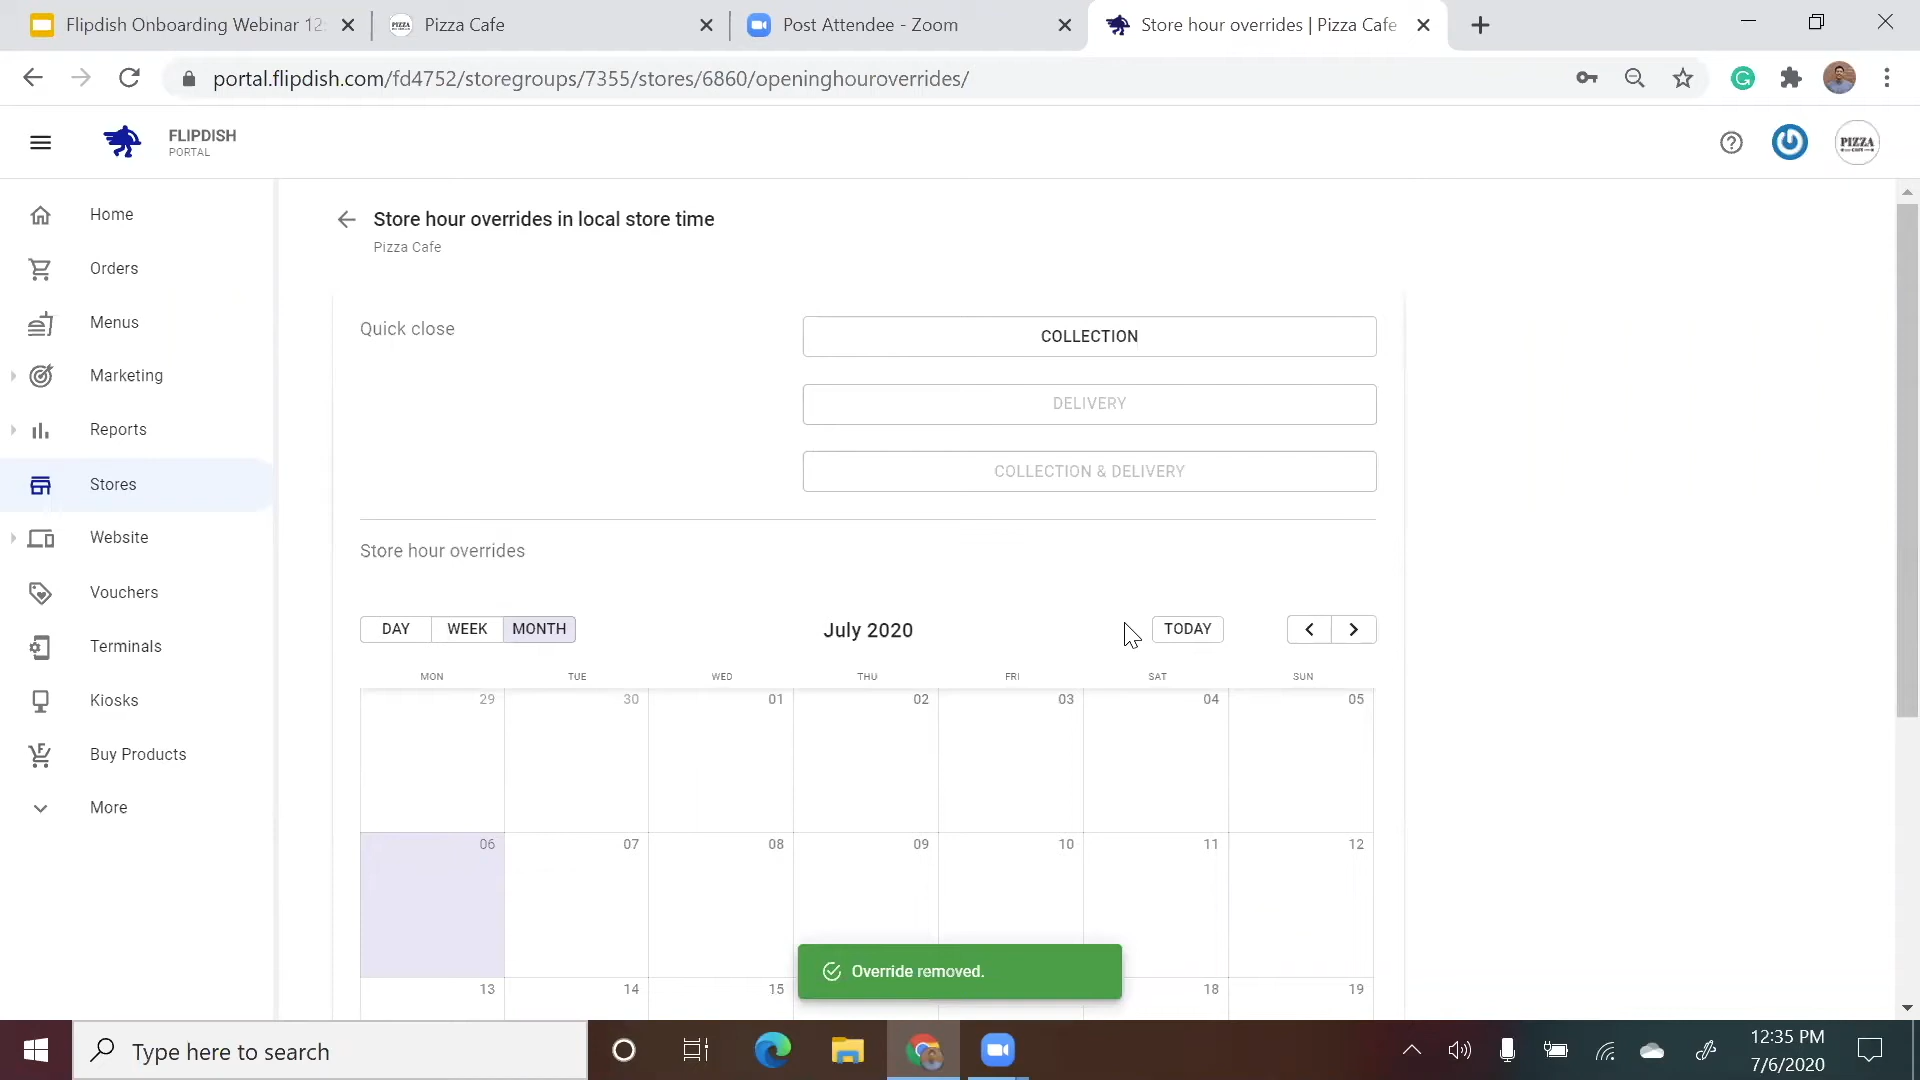 Flipdish Onboarding Webinar 12
Pizza Cafe
Post Attendee - Zoom
Store hour overrides | Pizza Cafe
portal.flipdish.com/fd4752/storegroups/7355/stores/6860/openinghouroverrides/
FLIPDISH
PORTAL
PIZZA
Home
Orders
Menus
Marketing
Reports
Stores
Website
Vouchers
Terminals
Kiosks
Buy Products
More
Store hour overrides in local store time
Pizza Cafe
Quick close
COLLECTION
DELIVERY
COLLECTION & DELIVERY
Store hour overrides
DAY WEEK MONTH
July 2020
TODAY
MON TUE WED THU FRI SAT SUN
29 30 01 02 03 04 05
06 07 08 09 10 11 12
13 14 15 18 19
Override removed.
Type here to search
12:35 PM
7/6/2020